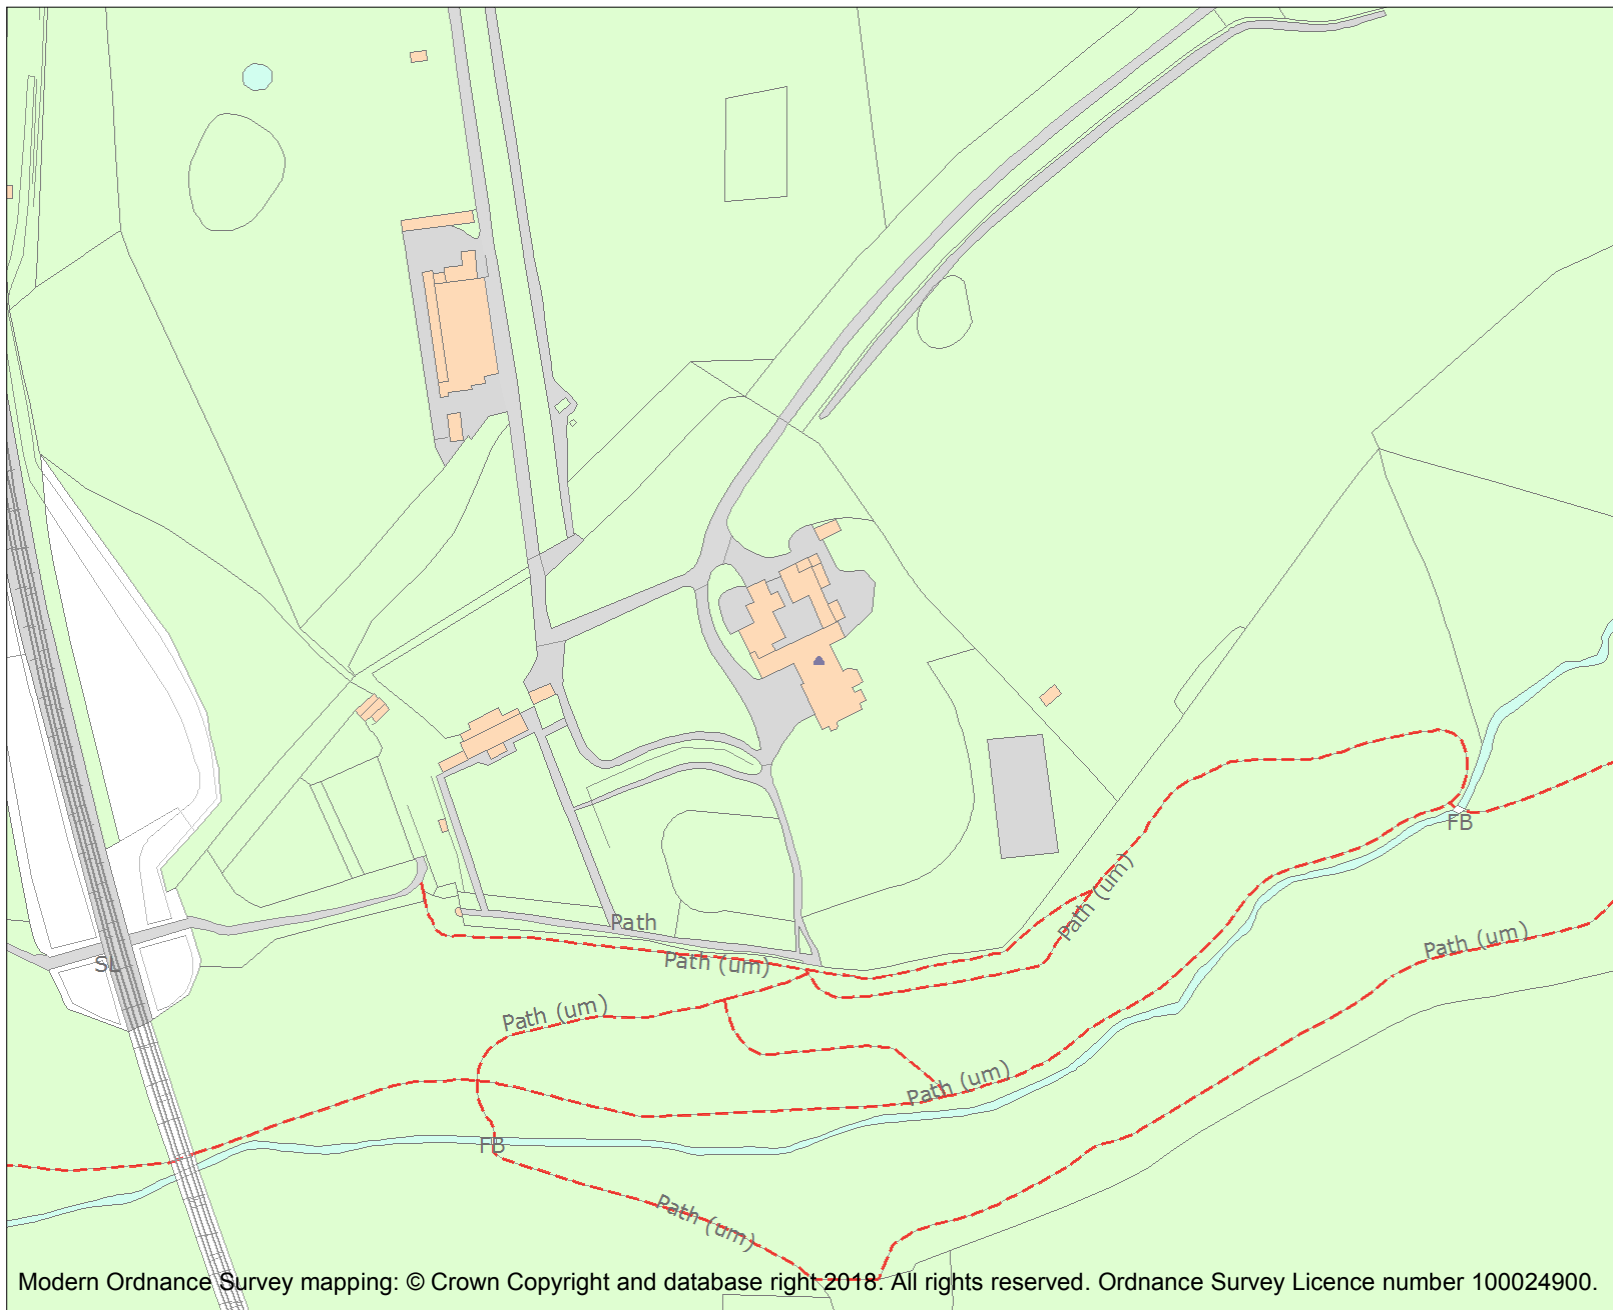 FB
Path (um)
Path
Path (um)
Path (um)
SL
Path (um)
Path (um)
FB
Path (um)
Modern Ordnance Survey mapping: © Crown Copyright and database right 2018. All rights reserved. Ordnance Survey Licence number 100024900.